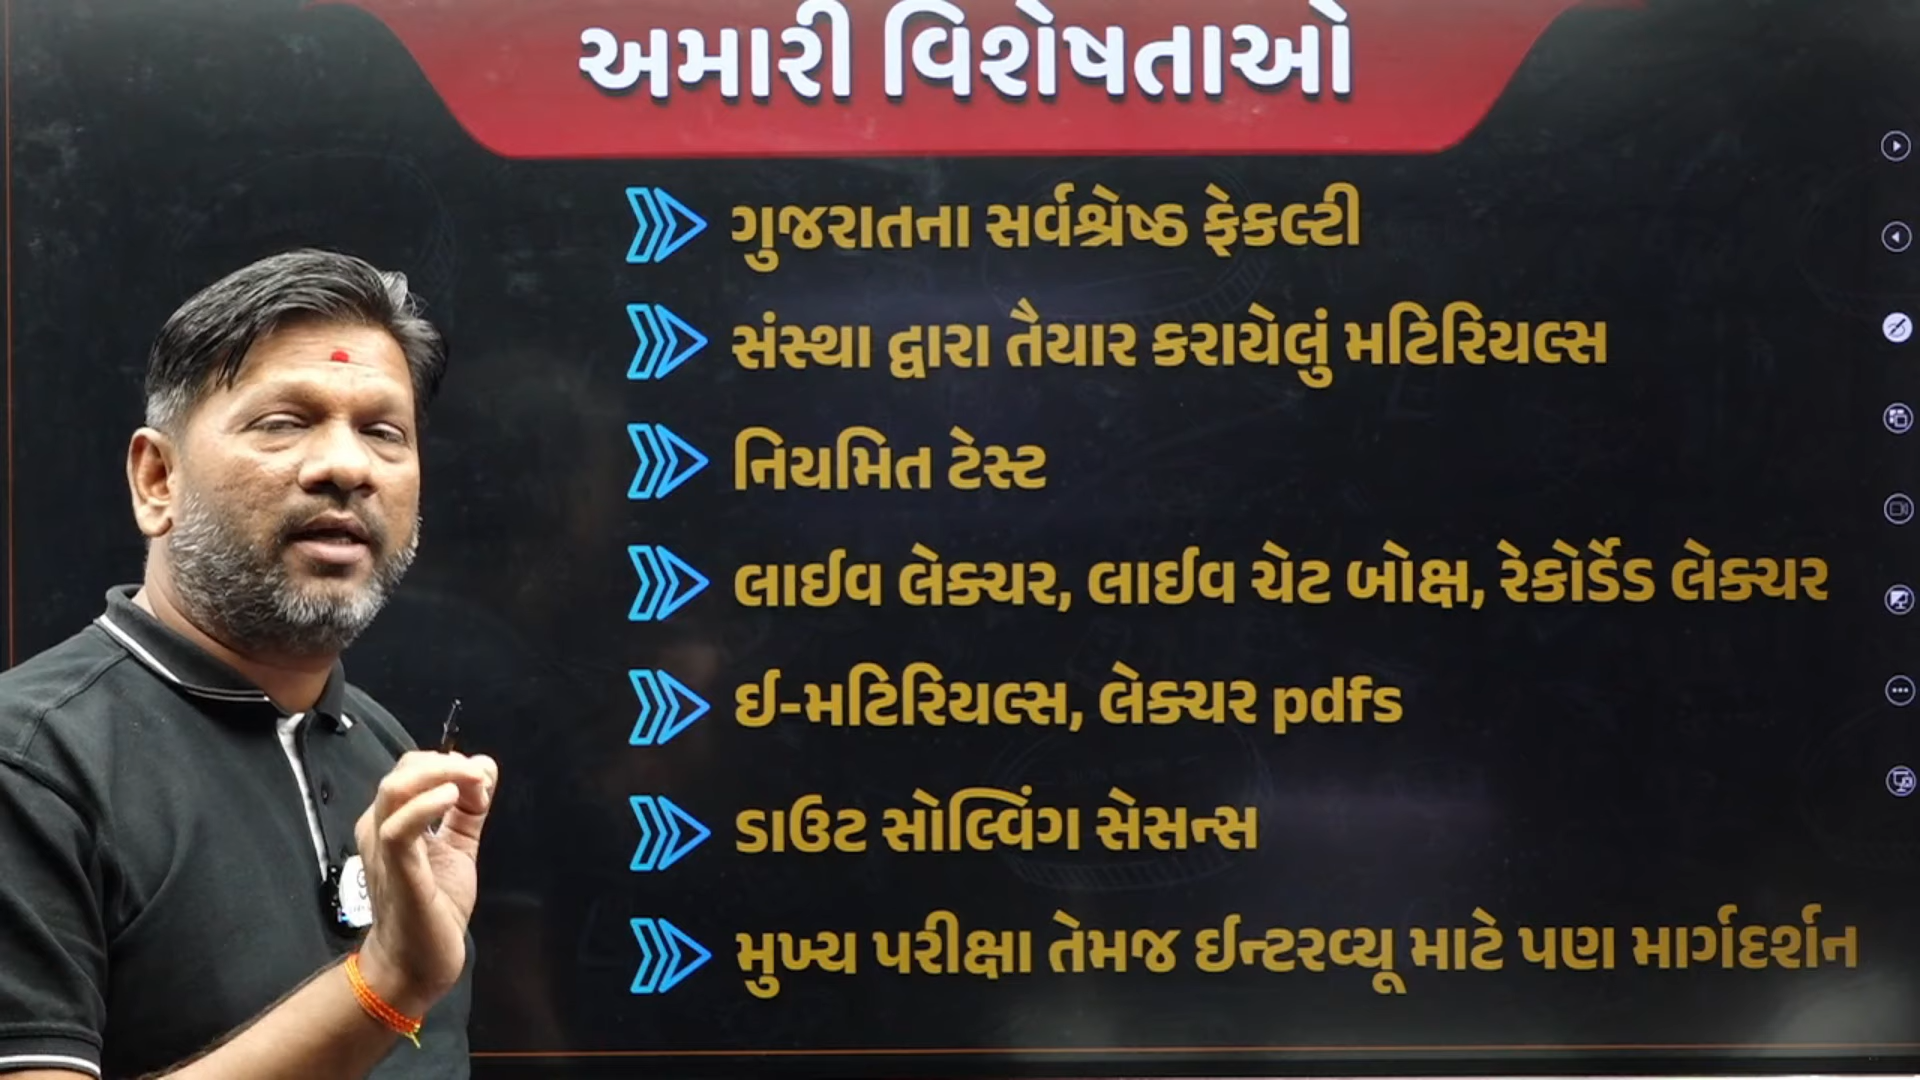 અમારી વિશેષતાઓ
ગુજરાતના સર્વશ્રેષ્ઠ ફેકલ્ટી
સંસ્થા દ્વારા તૈયાર કરાયેલું મટિરિયલ્સ
નિયમિત ટેસ્ટ
લાઈવ લેક્ચર, લાઈવ ચેટ બોક્ષ, રેકોર્ડેડ લેક્ચર
ઈ-મટિરિયલ્સ, લેક્ચર pdfs
ડાઉટ સોલ્વિંગ સેસન્સ
મુખ્ય પરીક્ષા તેમજ ઈન્ટરવ્યૂ માટે પણ માર્ગદર્શન